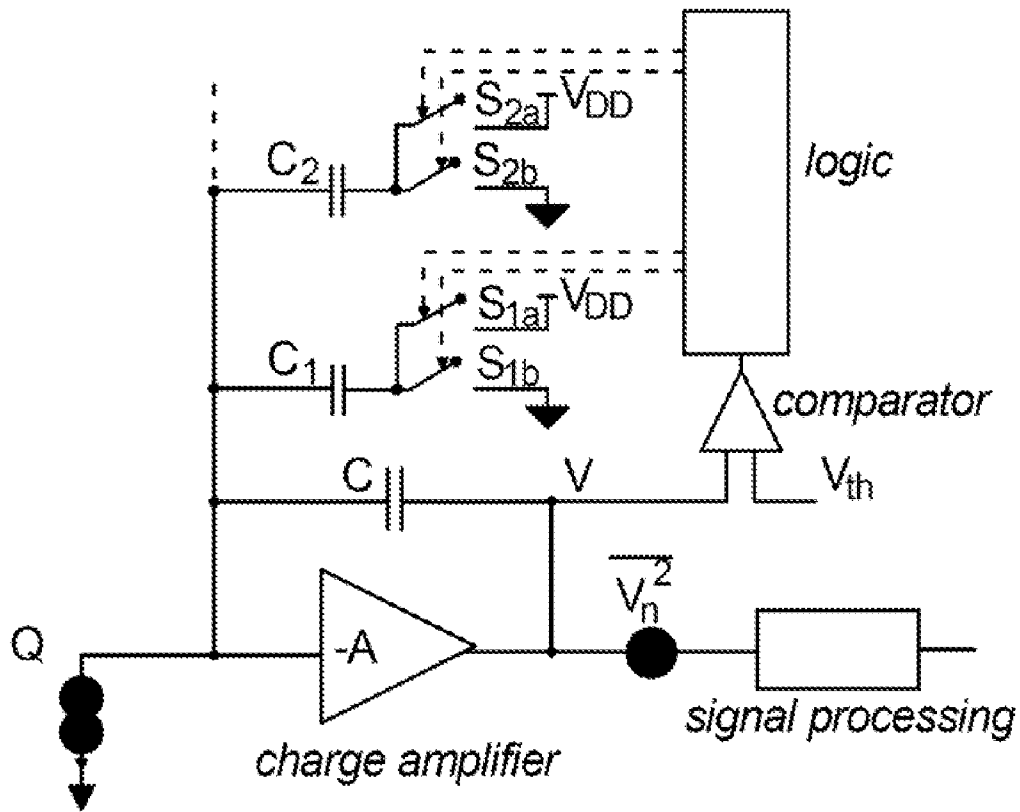 S2a VDD
C2 S2b
logic
S1a VDD
C1 S1b
comparator
C V Vth
Vn2
Q -A
signal processing
charge amplifier